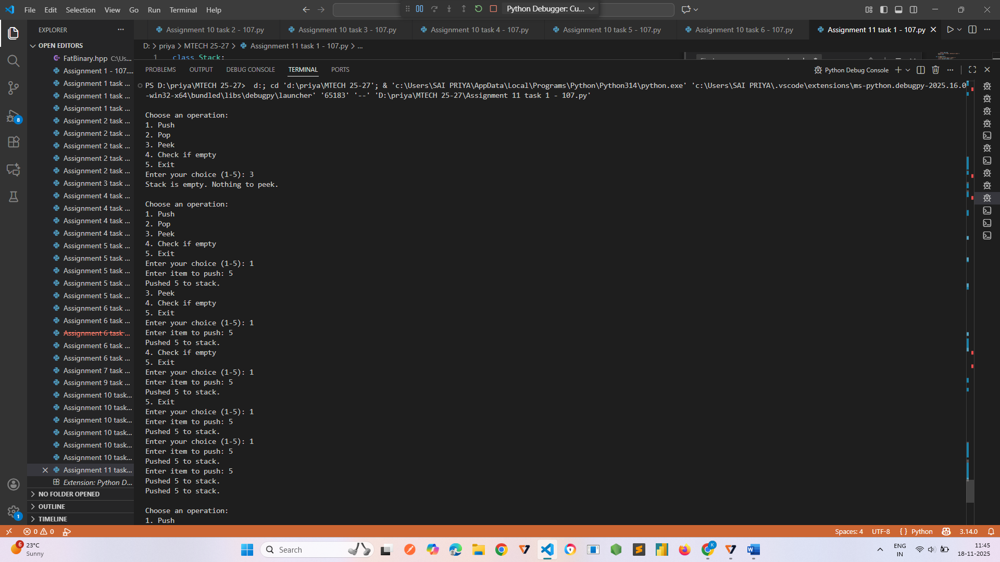 File Edit Selection View Go Run Terminal Help
Python Debugger: Cu...
EXPLORER
Assignment 10 task 2 - 107.py
Assignment 10 task 3 - 107.py
Assignment 10 task 4 - 107.py
Assignment 10 task 5 - 107.py
Assignment 10 task 6 - 107.py
Assignment 11 task 1 - 107.py
OPEN EDITORS
FatBinary.hpp C:\Us...
Assignment 1 - 107....
Assignment 1 task ...
Assignment 1 task ...
Assignment 1 task ...
Assignment 2 task ...
Assignment 2 task ...
Assignment 2 task ...
Assignment 2 task ...
Assignment 2 task ...
Assignment 3 task ...
Assignment 4 task ...
Assignment 4 task ...
Assignment 4 task ...
Assignment 4 task ...
Assignment 5 task ...
Assignment 5 task ...
Assignment 5 task ...
Assignment 5 task ...
Assignment 5 task ...
Assignment 6 task ...
Assignment 6 task ...
Assignment 6 task ...
Assignment 6 task ...
Assignment 6 task ...
Assignment 7 task ...
Assignment 9 task ...
Assignment 10 task...
Assignment 10 task...
Assignment 10 task...
Assignment 10 task...
Assignment 10 task...
Assignment 10 task...
Assignment 11 task...
Extension: Python D...
NO FOLDER OPENED
OUTLINE
TIMELINE
D: > priya > MTECH 25-27 > Assignment 11 task 1 - 107.py > ...
1 class Stack:
PROBLEMS OUTPUT DEBUG CONSOLE TERMINAL PORTS
Python Debug Console
PS D:\priya\MTECH 25-27> d:; cd 'd:\priya\MTECH 25-27'; & 'c:\Users\SAI PRIYA\AppData\Local\Programs\Python\Python314\python.exe' 'c:\Users\SAI PRIYA\.vscode\extensions\ms-python.debugpy-2025.16.0
-win32-x64\bundled\libs\debugpy\launcher' '65183' '--' 'D:\priya\MTECH 25-27\Assignment 11 task 1 - 107.py'
Choose an operation:
1. Push
2. Pop
3. Peek
4. Check if empty
5. Exit
Enter your choice (1-5): 3
Stack is empty. Nothing to peek.
Choose an operation:
1. Push
2. Pop
3. Peek
4. Check if empty
5. Exit
Enter your choice (1-5): 1
Enter item to push: 5
Pushed 5 to stack.
3. Peek
4. Check if empty
5. Exit
Enter your choice (1-5): 1
Enter item to push: 5
Pushed 5 to stack.
4. Check if empty
5. Exit
Enter your choice (1-5): 1
Enter item to push: 5
Pushed 5 to stack.
5. Exit
Enter your choice (1-5): 1
Enter item to push: 5
Pushed 5 to stack.
Enter your choice (1-5): 1
Enter item to push: 5
Pushed 5 to stack.
Enter item to push: 5
Pushed 5 to stack.
Pushed 5 to stack.
Choose an operation:
1. Push
8
1
0 0
Spaces: 4 UTF-8 { } Python 3.14.0
6
23°C
Sunny
Search
K
ENG
IN
11:45
18-11-2025